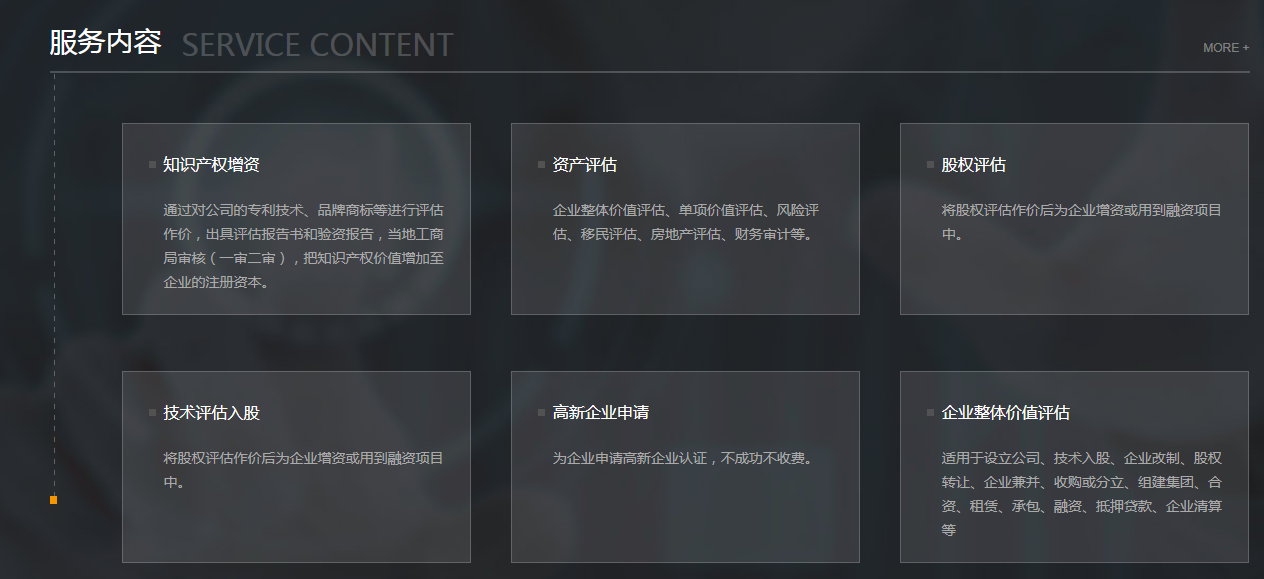 服务内容 SERVICE CONTENT
MORE +
知识产权增资
通过对公司的专利技术、品牌商标等进行评估
作价，出具评估报告书和验资报告，当地工商
局审核（一审二审），把知识产权价值增加至
企业的注册资本。
资产评估
企业整体价值评估、单项价值评估、风险评
估、移民评估、房地产评估、财务审计等。
股权评估
将股权评估作价后为企业增资或用到融资项目
中。
技术评估入股
将股权评估作价后为企业增资或用到融资项目
中。
高新企业申请
为企业申请高新企业认证，不成功不收费。
企业整体价值评估
适用于设立公司、技术入股、企业改制、股权
转让、企业兼并、收购或分立、组建集团、合
资、租赁、承包、融资、抵押贷款、企业清算
等